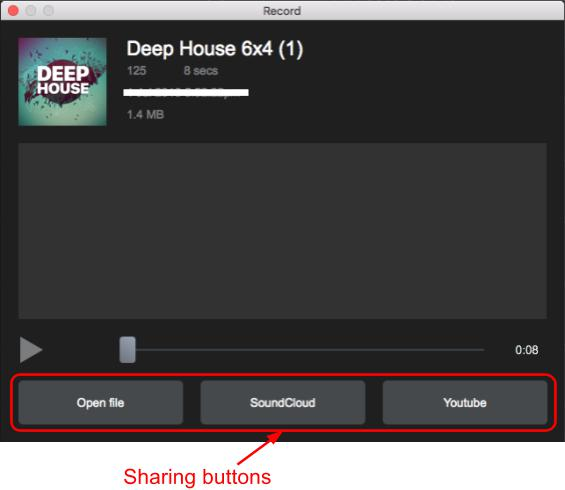 Record
DEEP
HOUSE
Deep House 6x4 (1)
125 8 secs
1.4 MB
0:08
Open file SoundCloud Youtube
Sharing buttons